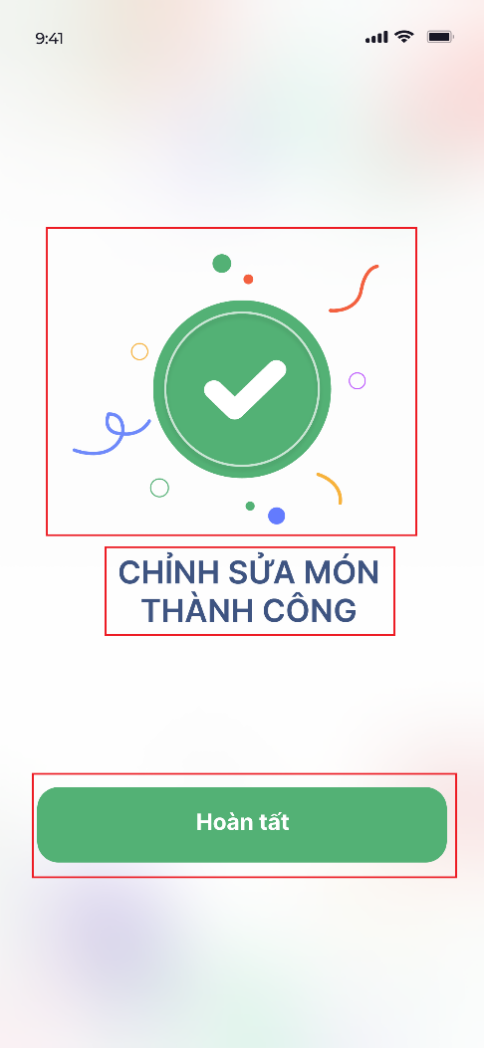 9:41
CHỈNH SỬA MÓN
THÀNH CÔNG
Hoàn tất